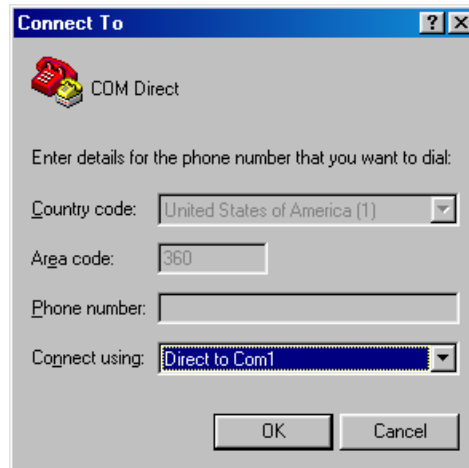 Connect To
COM Direct
Enter details for the phone number that you want to dial:
Country code: United States of America (1)
Area code: 360
Phone number:
Connect using: Direct to Com1
OK Cancel